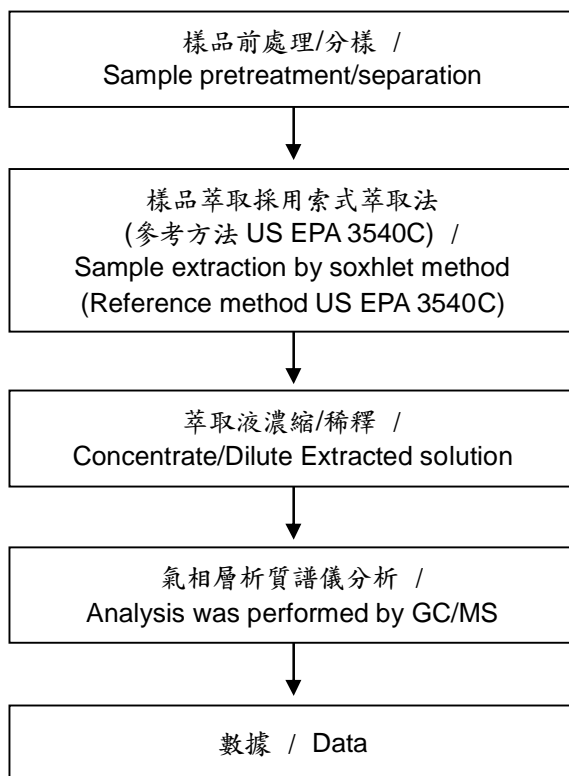 樣品前處理/分樣 /
Sample pretreatment/separation
樣品萃取採用索式萃取法
(參考方法 US EPA 3540C) /
Sample extraction by soxhlet method
(Reference method US EPA 3540C)
萃取液濃縮/稀釋 /
Concentrate/Dilute Extracted solution
氣相層析質譜儀分析 /
Analysis was performed by GC/MS
數據 / Data